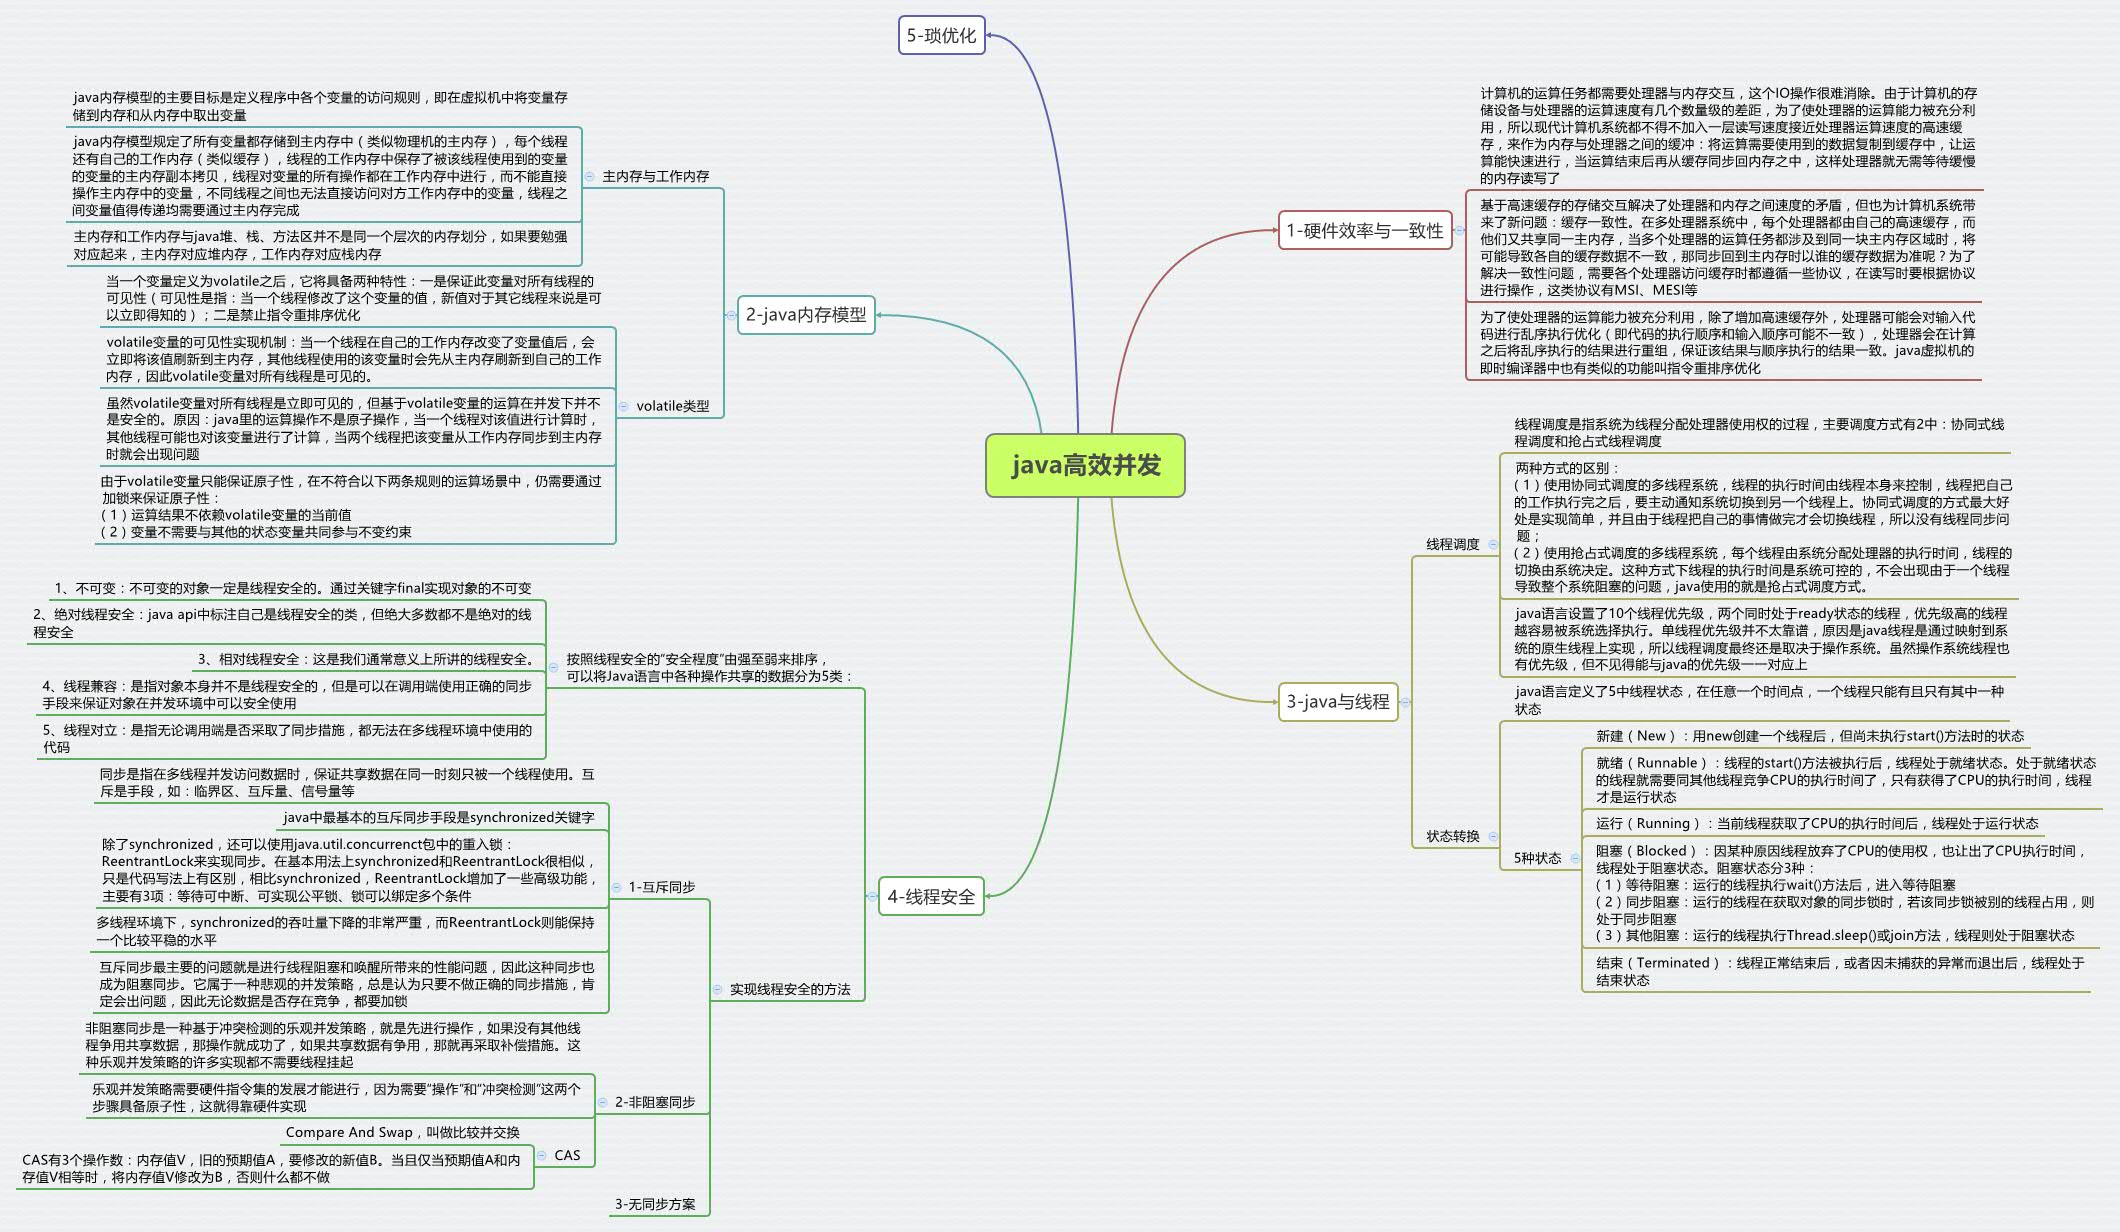 5-琐优化
java内存模型的主要目标是定义程序中各个变量的访问规则，即在虚拟机中将变量存
储到内存和从内存中取出变量
java内存模型规定了所有变量都存储到主内存中（类似物理机的主内存），每个线程
还有自己的工作内存（类似缓存），线程的工作内存中保存了被该线程使用到的变量
的变量的主内存副本拷贝，线程对变量的所有操作都在工作内存中进行，而不能直接
操作主内存中的变量，不同线程之间也无法直接访问对方工作内存中的变量，线程之
间变量值得传递均需要通过主内存完成
主内存和工作内存与java堆、栈、方法区并不是同一个层次的内存划分，如果要勉强
对应起来，主内存对应堆内存，工作内存对应栈内存
主内存与工作内存
当一个变量定义为volatile之后，它将具备两种特性：一是保证此变量对所有线程的
可见性（可见性是指：当一个线程修改了这个变量的值，新值对于其它线程来说是可
以立即得知的）；二是禁止指令重排序优化
volatile变量的可见性实现机制：当一个线程在自己的工作内存改变了变量值后，会
立即将该值刷新到主内存，其他线程使用的该变量时会先从主内存刷新到自己的工作
内存，因此volatile变量对所有线程是可见的。
虽然volatile变量对所有线程是立即可见的，但基于volatile变量的运算在并发下并不
是安全的。原因：java里的运算操作不是原子操作，当一个线程对该值进行计算时，
其他线程可能也对该变量进行了计算，当两个线程把该变量从工作内存同步到主内存
时就会出现问题
由于volatile变量只能保证原子性，在不符合以下两条规则的运算场景中，仍需要通过
加锁来保证原子性：
（1）运算结果不依赖volatile变量的当前值
（2）变量不需要与其他的状态变量共同参与不变约束
volatile类型
2-java内存模型
计算机的运算任务都需要处理器与内存交互，这个IO操作很难消除。由于计算机的存
储设备与处理器的运算速度有几个数量级的差距，为了使处理器的运算能力被充分利
用，所以现代计算机系统都不得不加入一层读写速度接近处理器运算速度的高速缓
存，来作为内存与处理器之间的缓冲：将运算需要使用到的数据复制到缓存中，让运
算能快速进行，当运算结束后再从缓存同步回内存之中，这样处理器就无需等待缓慢
的内存读写了
基于高速缓存的存储交互解决了处理器和内存之间速度的矛盾，但也为计算机系统带
来了新问题：缓存一致性。在多处理器系统中，每个处理器都由自己的高速缓存，而
他们又共享同一主内存，当多个处理器的运算任务都涉及到同一块主内存区域时，将
可能导致各自的缓存数据不一致，那同步回到主内存时以谁的缓存数据为准呢？为了
解决一致性问题，需要各个处理器访问缓存时都遵循一些协议，在读写时要根据协议
进行操作，这类协议有MSI、MESI等
为了使处理器的运算能力被充分利用，除了增加高速缓存外，处理器可能会对输入代
码进行乱序执行优化（即代码的执行顺序和输入顺序可能不一致），处理器会在计算
之后将乱序执行的结果进行重组，保证该结果与顺序执行的结果一致。java虚拟机的
即时编译器中也有类似的功能叫指令重排序优化
1-硬件效率与一致性
java高效并发
线程调度是指系统为线程分配处理器使用权的过程，主要调度方式有2中：协同式线
程调度和抢占式线程调度
两种方式的区别：
（1）使用协同式调度的多线程系统，线程的执行时间由线程本身来控制，线程把自己
的工作执行完之后，要主动通知系统切换到另一个线程上。协同式调度的方式最大好
处是实现简单，并且由于线程把自己的事情做完才会切换线程，所以没有线程同步问
题；
（2）使用抢占式调度的多线程系统，每个线程由系统分配处理器的执行时间，线程的
切换由系统决定。这种方式下线程的执行时间是系统可控的，不会出现由于一个线程
导致整个系统阻塞的问题，java使用的就是抢占式调度方式。
java语言设置了10个线程优先级，两个同时处于ready状态的线程，优先级高的线程
越容易被系统选择执行。单线程优先级并不太靠谱，原因是java线程是通过映射到系
统的原生线程上实现，所以线程调度最终还是取决于操作系统。虽然操作系统线程也
有优先级，但不见得能与java的优先级一一对应上
线程调度
java语言定义了5中线程状态，在任意一个时间点，一个线程只能有且只有其中一种
状态
新建（New）：用new创建一个线程后，但尚未执行start()方法时的状态
就绪（Runnable）：线程的start()方法被执行后，线程处于就绪状态。处于就绪状态
的线程就需要同其他线程竞争CPU的执行时间了，只有获得了CPU的执行时间，线程
才是运行状态
运行（Running）：当前线程获取了CPU的执行时间后，线程处于运行状态
阻塞（Blocked）：因某种原因线程放弃了CPU的使用权，也让出了CPU执行时间，
线程处于阻塞状态。阻塞状态分3种：
（1）等待阻塞：运行的线程执行wait()方法后，进入等待阻塞
（2）同步阻塞：运行的线程在获取对象的同步锁时，若该同步锁被别的线程占用，则
处于同步阻塞
（3）其他阻塞：运行的线程执行Thread.sleep()或join方法，线程则处于阻塞状态
结束（Terminated）：线程正常结束后，或者因未捕获的异常而退出后，线程处于
结束状态
5种状态
状态转换
3-java与线程
1、不可变：不可变的对象一定是线程安全的。通过关键字final实现对象的不可变
2、绝对线程安全：java api中标注自己是线程安全的类，但绝大多数都不是绝对的线
程安全
3、相对线程安全：这是我们通常意义上所讲的线程安全。
4、线程兼容：是指对象本身并不是线程安全的，但是可以在调用端使用正确的同步
手段来保证对象在并发环境中可以安全使用
5、线程对立：是指无论调用端是否采取了同步措施，都无法在多线程环境中使用的
代码
按照线程安全的"安全程度"由强至弱来排序，
可以将Java语言中各种操作共享的数据分为5类：
同步是指在多线程并发访问数据时，保证共享数据在同一时刻只被一个线程使用。互
斥是手段，如：临界区、互斥量、信号量等
java中最基本的互斥同步手段是synchronized关键字
除了synchronized，还可以使用java.util.concurrenct包中的重入锁：
ReentrantLock来实现同步。在基本用法上synchronized和ReentrantLock很相似，
只是代码写法上有区别，相比synchronized，ReentrantLock增加了一些高级功能，
主要有3项：等待可中断、可实现公平锁、锁可以绑定多个条件
多线程环境下，synchronized的吞吐量下降的非常严重，而ReentrantLock则能保持
一个比较平稳的水平
互斥同步最主要的问题就是进行线程阻塞和唤醒所带来的性能问题，因此这种同步也
成为阻塞同步。它属于一种悲观的并发策略，总是认为只要不做正确的同步措施，肯
定会出问题，因此无论数据是否存在竞争，都要加锁
1-互斥同步
非阻塞同步是一种基于冲突检测的乐观并发策略，就是先进行操作，如果没有其他线
程争用共享数据，那操作就成功了，如果共享数据有争用，那就再采取补偿措施。这
种乐观并发策略的许多实现都不需要线程挂起
乐观并发策略需要硬件指令集的发展才能进行，因为需要"操作"和"冲突检测"这两个
步骤具备原子性，这就得靠硬件实现
Compare And Swap，叫做比较并交换
CAS有3个操作数：内存值V，旧的预期值A，要修改的新值B。当且仅当预期值A和内
存值V相等时，将内存值V修改为B，否则什么都不做
CAS
2-非阻塞同步
3-无同步方案
实现线程安全的方法
4-线程安全